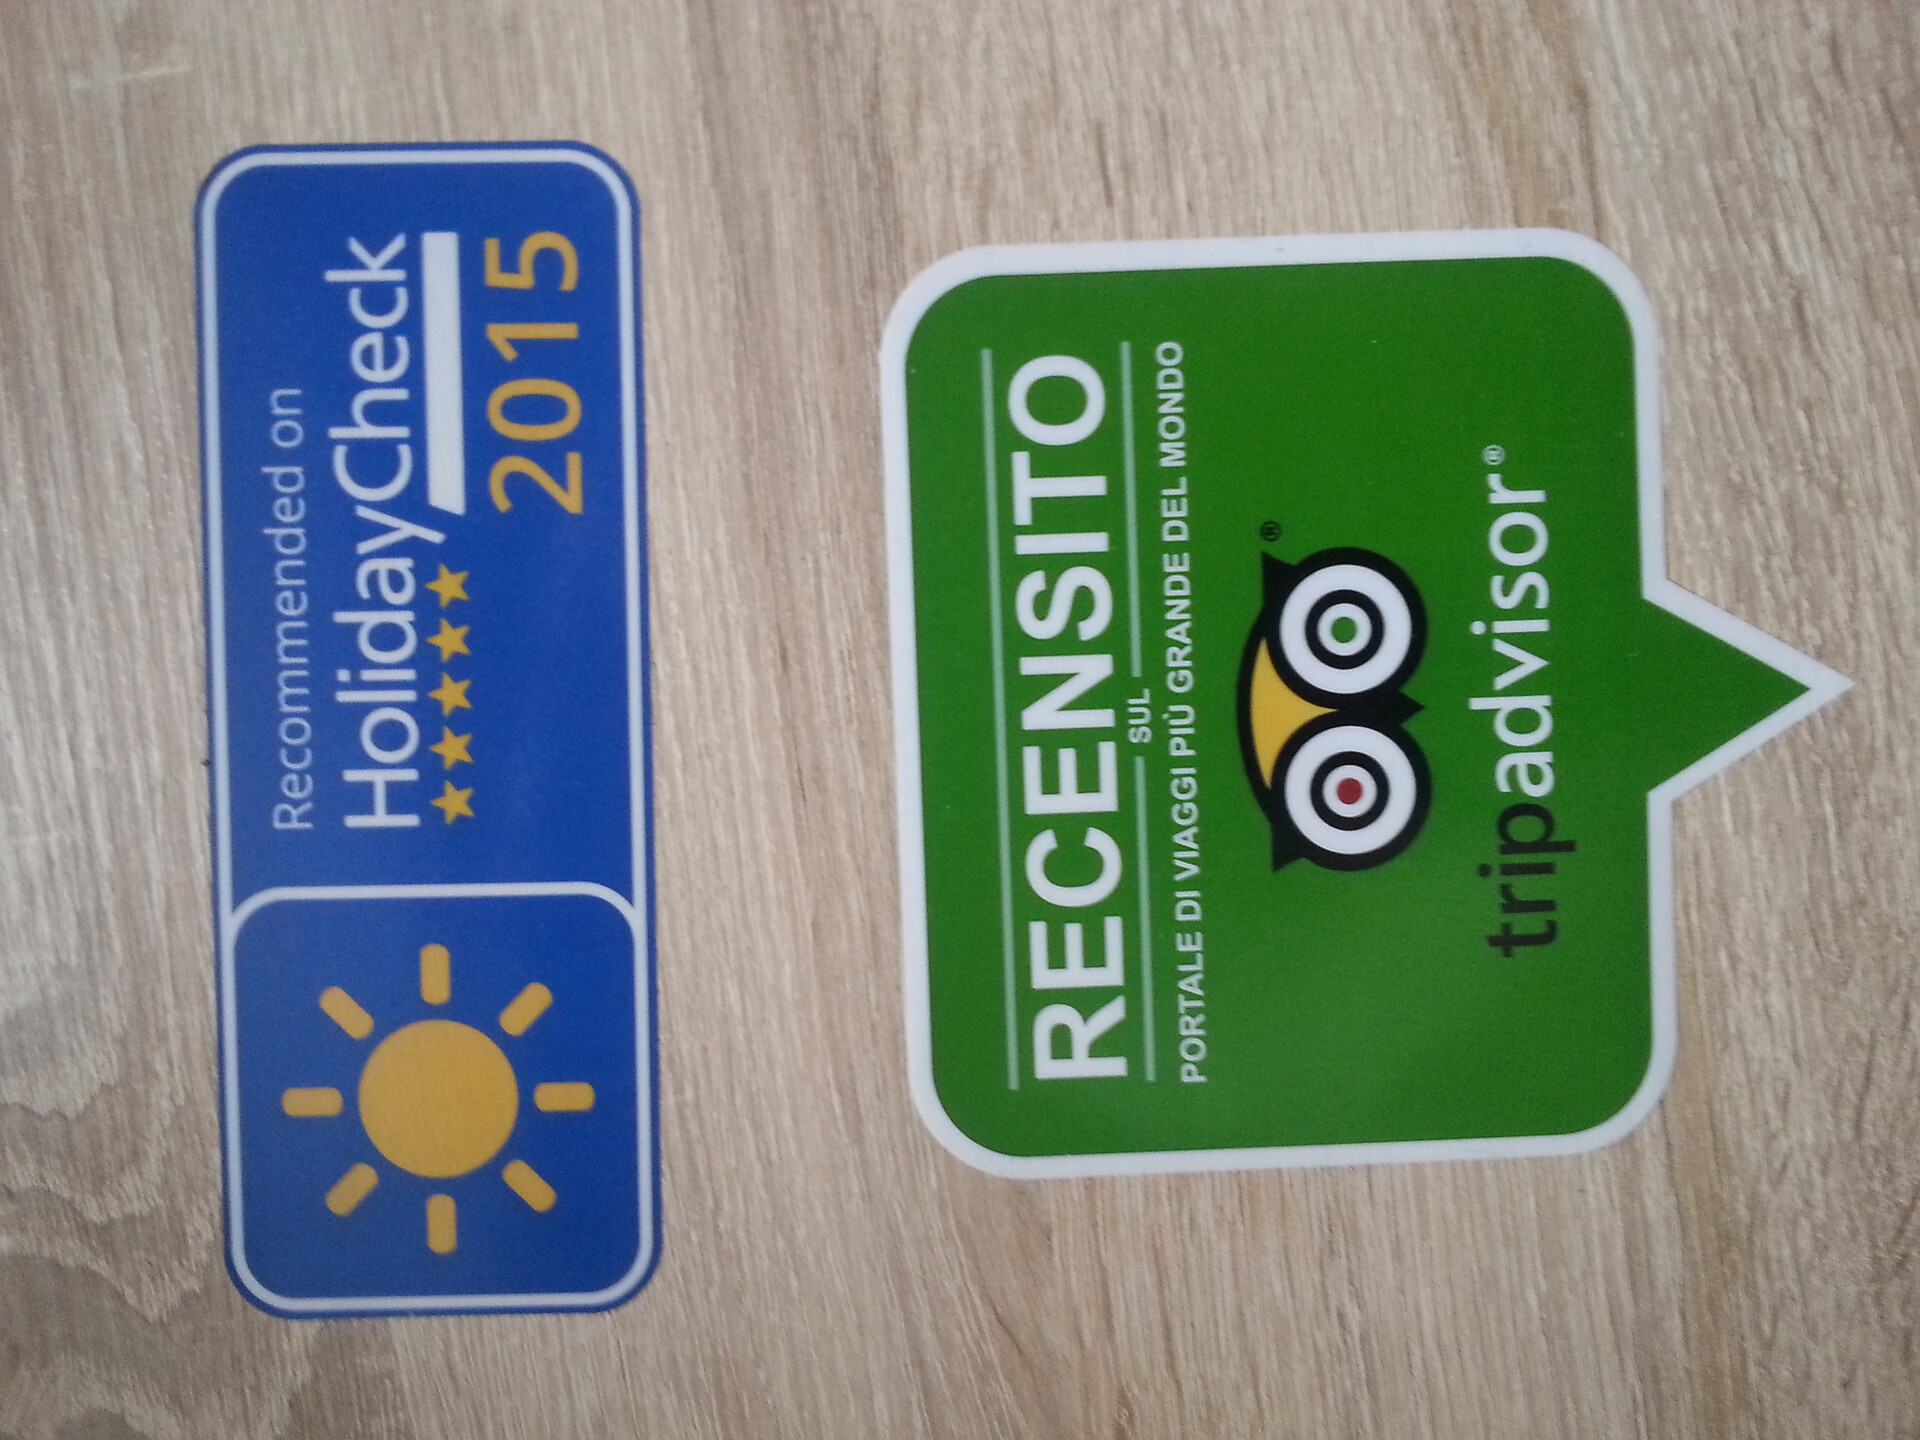 Recommended on
HolidayCheck
2015
RECENSITO
SUL
PORTALE DI VIAGGI PIÙ GRANDE DEL MONDO
®
tripadvisor®